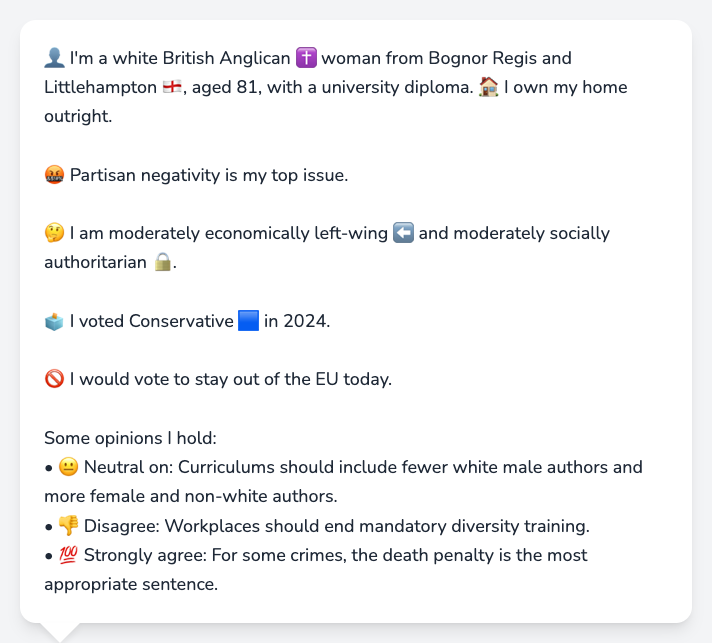 👤 I'm a white British Anglican ✝️ woman from Bognor Regis and
Littlehampton 🏴󠁧󠁢󠁥󠁮󠁧󠁿, aged 81, with a university diploma. 🏠 I own my home
outright.
🤬 Partisan negativity is my top issue.
🤔 I am moderately economically left-wing ⬅️ and moderately socially
authoritarian 🔒.
🗳️ I voted Conservative 🟦 in 2024.
🚫 I would vote to stay out of the EU today.
Some opinions I hold:
• 😐 Neutral on: Curriculums should include fewer white male authors and
more female and non-white authors.
• 👎 Disagree: Workplaces should end mandatory diversity training.
• 💯 Strongly agree: For some crimes, the death penalty is the most
appropriate sentence.